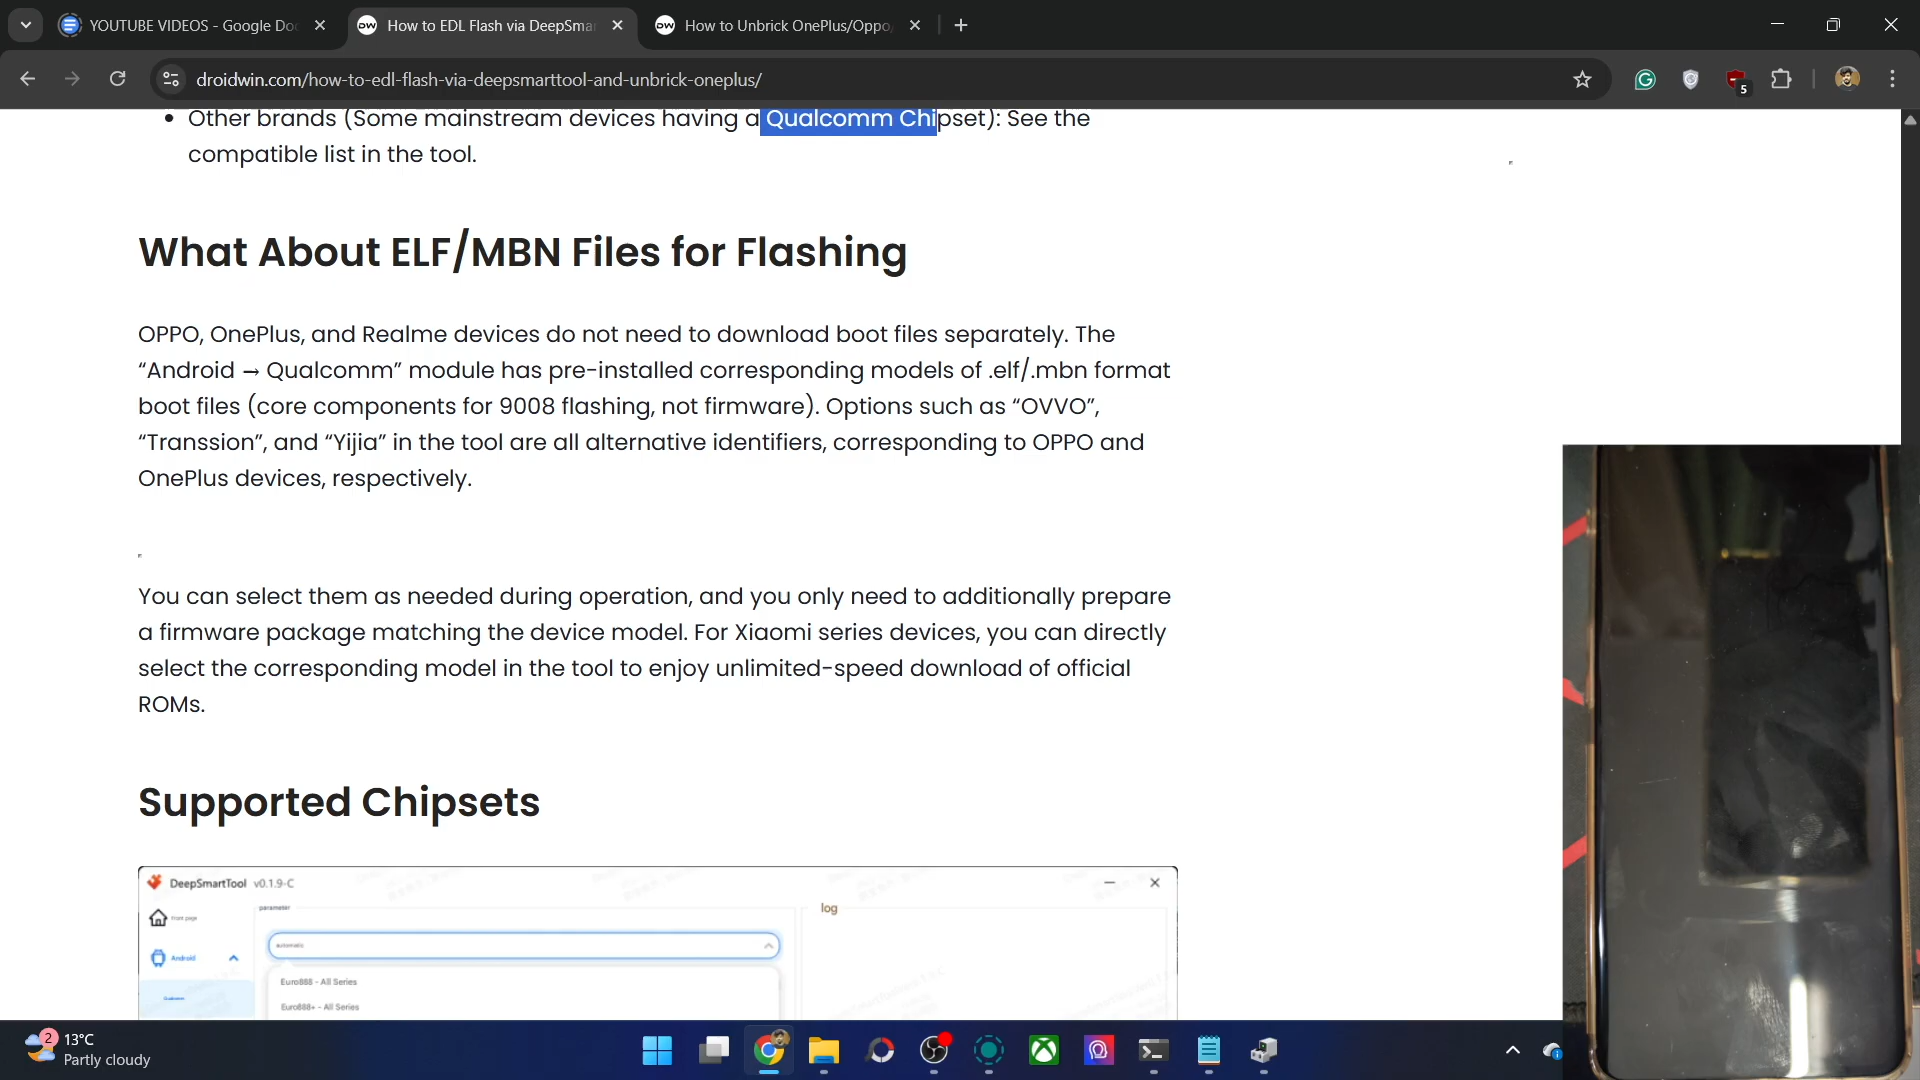 YOUTUBE VIDEOS - Google Do
How to EDL Flash via DeepSma
How to Unbrick OnePlus/Oppo
droidwin.com/how-to-edl-flash-via-deepsmarttool-and-unbrick-oneplus/
5
• Other brands (Some mainstream devices having a Qualcomm Chipset): See the
compatible list in the tool.
What About ELF/MBN Files for Flashing
OPPO, OnePlus, and Realme devices do not need to download boot files separately. The
“Android → Qualcomm” module has pre-installed corresponding models of .elf/.mbn format
boot files (core components for 9008 flashing, not firmware). Options such as “OVVO”,
“Transsion”, and “Yijia” in the tool are all alternative identifiers, corresponding to OPPO and
OnePlus devices, respectively.
You can select them as needed during operation, and you only need to additionally prepare
a firmware package matching the device model. For Xiaomi series devices, you can directly
select the corresponding model in the tool to enjoy unlimited-speed download of official
ROMs.
Supported Chipsets
DeepSmartTool v0.1.9-C
parameter
log
Front page
automatic
Android
Euro888 - All Series
Qualcomm
Euro888+ - All Series
2
13°C
Partly cloudy